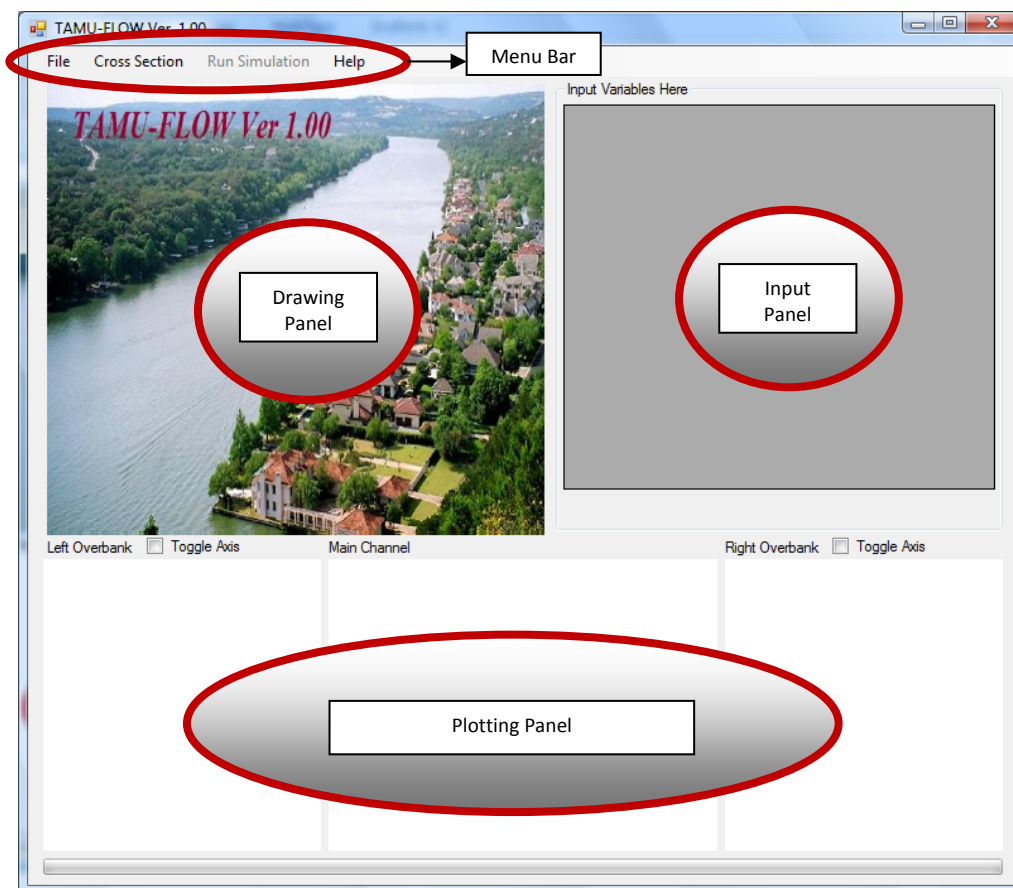 TAMU-FLOW Ver. 1.00
File Cross Section Run Simulation Help
Menu Bar
Input Variables Here
TAMU-FLOW Ver 1.00
Drawing
Panel
Input
Panel
Left Overbank Toggle Axis Main Channel Right Overbank Toggle Axis
Plotting Panel